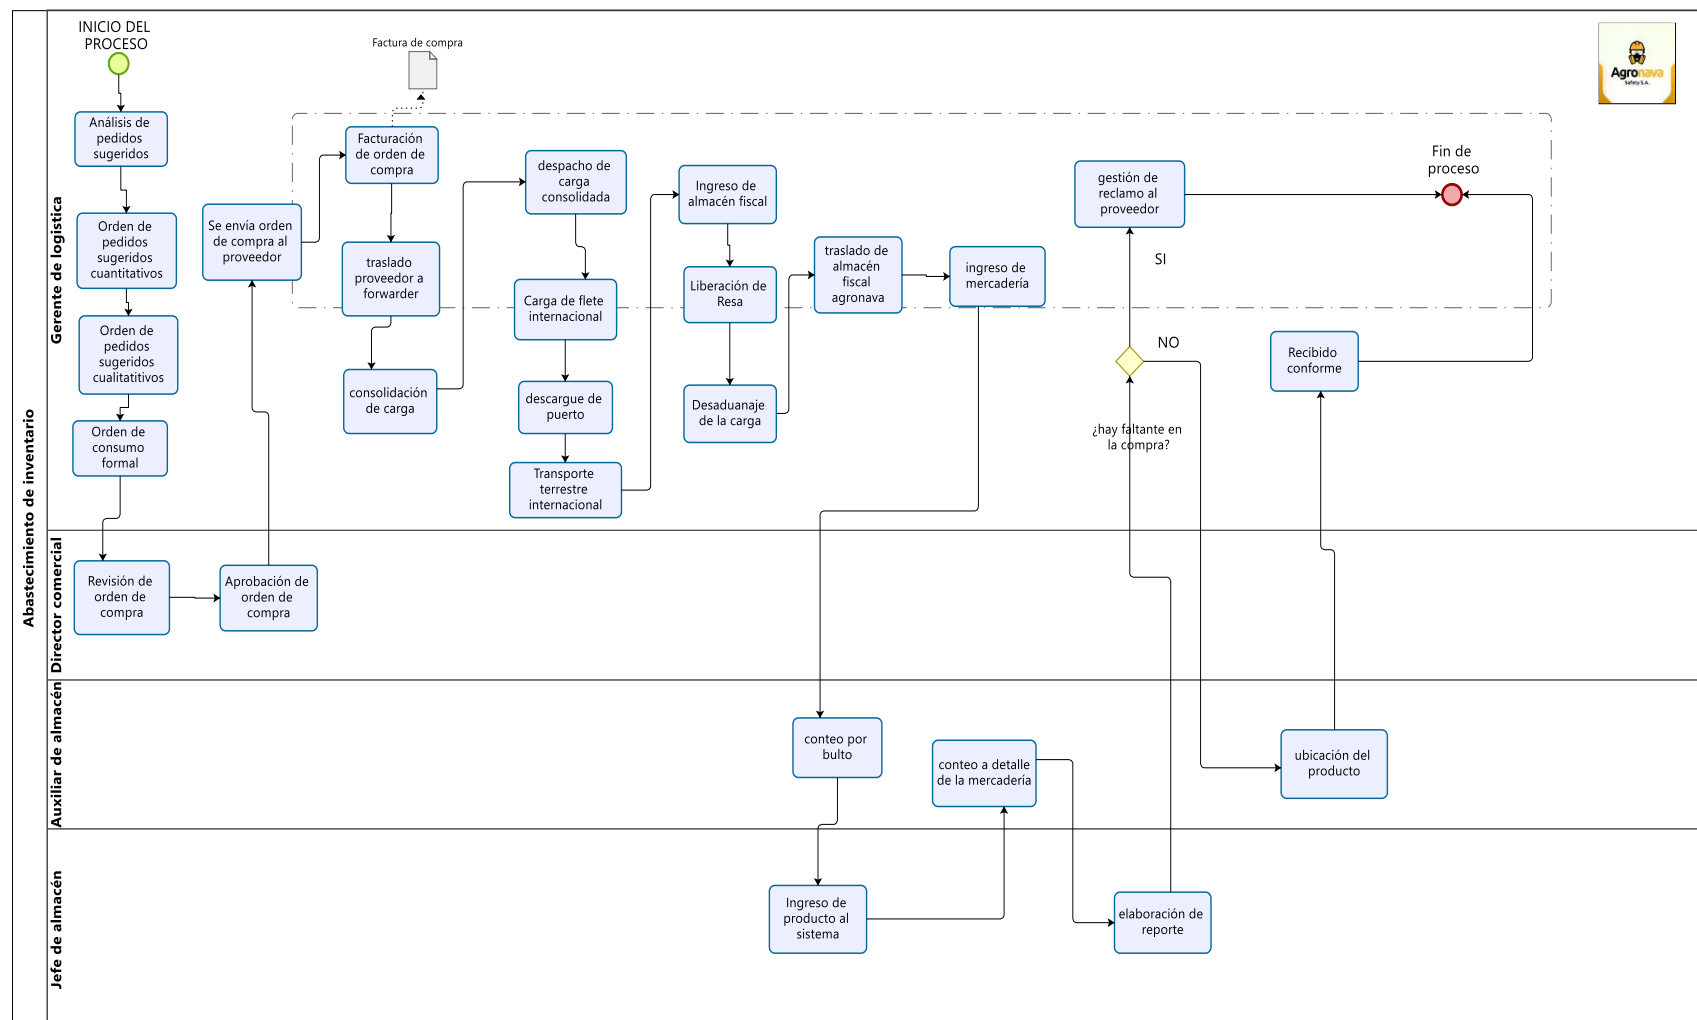 INICIO DEL
PROCESO
Factura de compra
Agronava
Safety S.A.
Abastecimiento de inventario
Gerente de logistica
Análisis de
pedidos
sugeridos
Orden de
pedidos
sugeridos
cuantitativos
Orden de
pedidos
sugeridos
cualitatitivos
Orden de
consumo
formal
Se envía orden
de compra al
proveedor
Facturación
de orden de
compra
traslado
proveedor a
forwarder
consolidación
de carga
despacho de
carga
consolidada
Carga de flete
internacional
descargue de
puerto
Transporte
terrestre
internacional
Ingreso de
almacén fiscal
Liberación de
Resa
Desaduanaje
de la carga
traslado de
almacén
fiscal
agronava
ingreso de
mercadería
gestión de
reclamo al
proveedor
SI
NO
¿hay faltante en
la compra?
Recibido
conforme
Fin de
proceso
Director comercial
Revisión de
orden de
compra
Aprobación de
orden de
compra
Auxiliar de almacén
conteo por
bulto
conteo a detalle
de la mercadería
ubicación del
producto
Jefe de almacén
Ingreso de
producto al
sistema
elaboración de
reporte